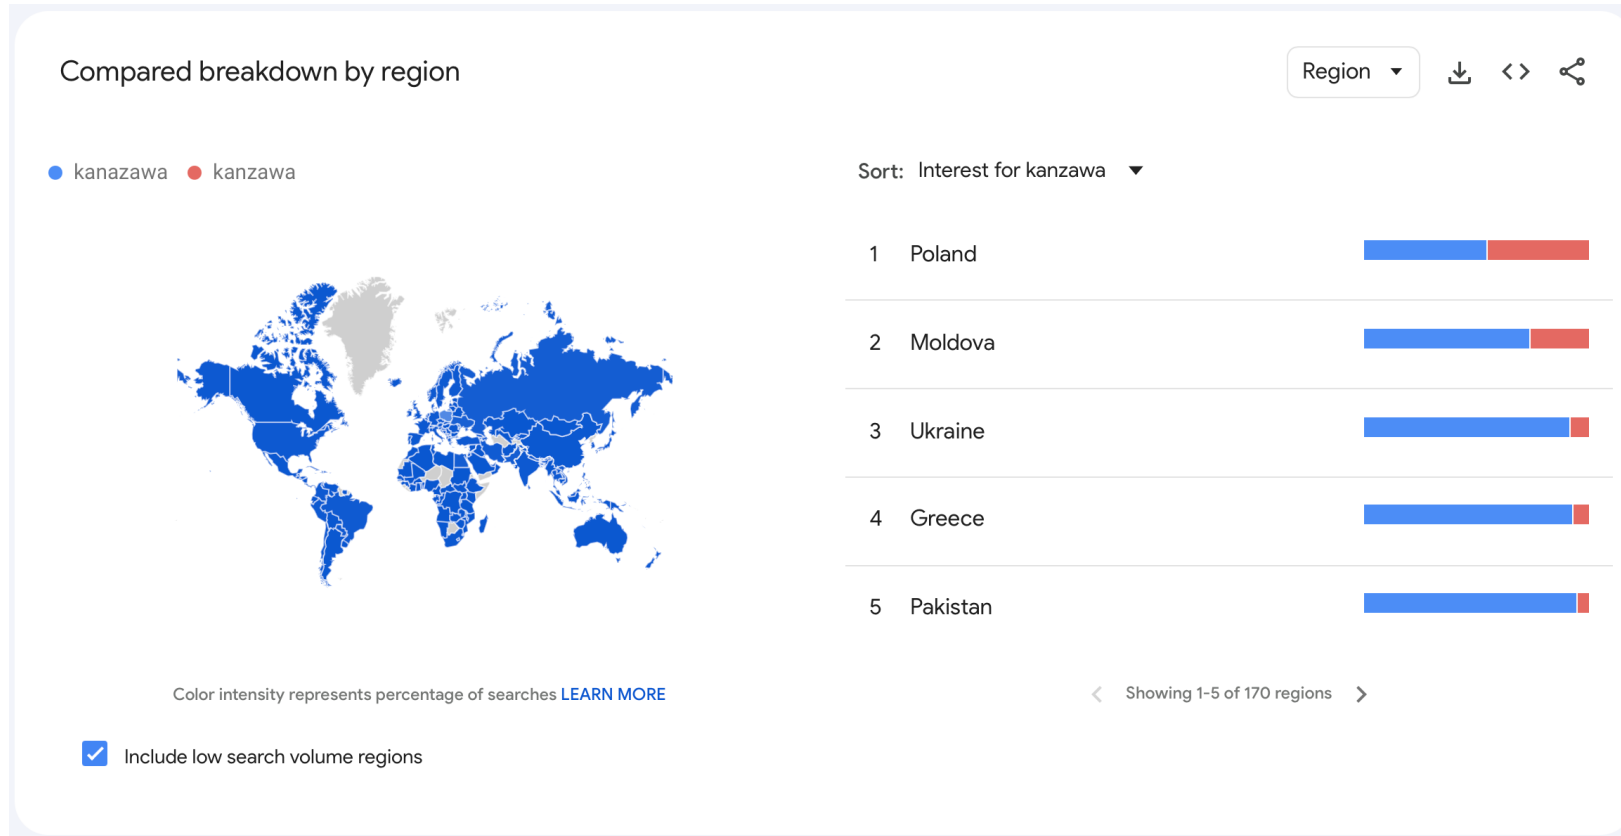 Compared breakdown by region
Region
kanazawa kanzawa
Sort: Interest for kanzawa
1 Poland
2 Moldova
3 Ukraine
4 Greece
5 Pakistan
Color intensity represents percentage of searches LEARN MORE
Showing 1-5 of 170 regions
Include low search volume regions